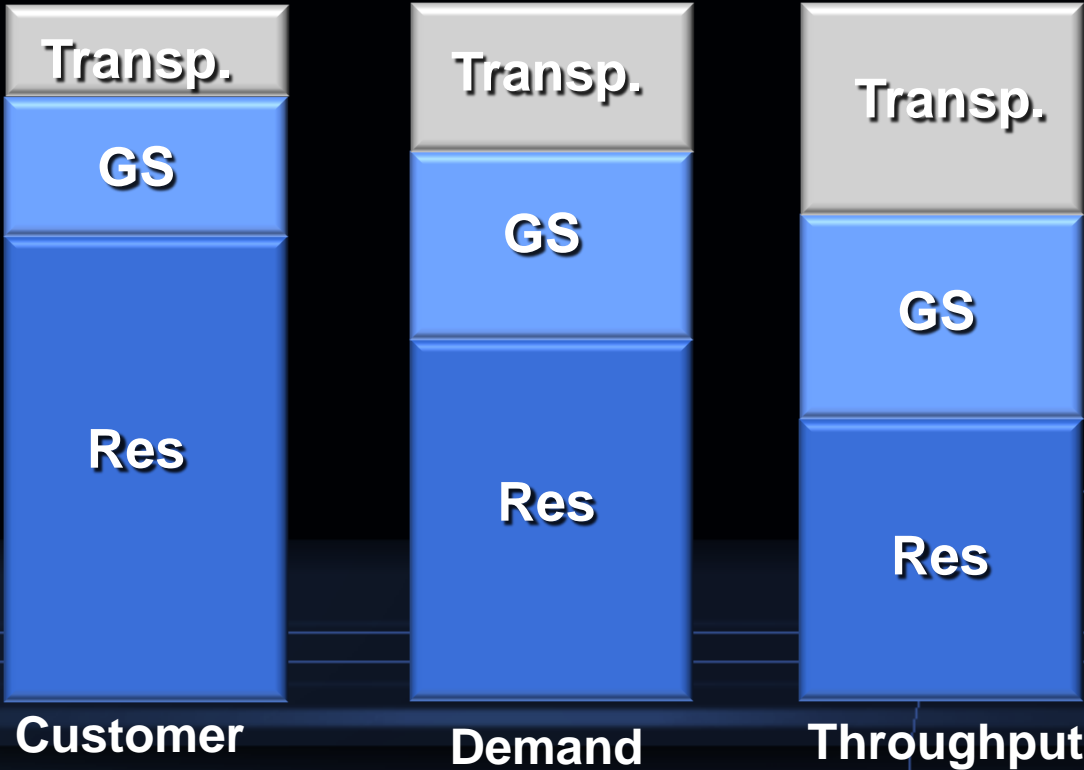 Transp.
GS
Res
Customer
Transp.
GS
Res
Demand
Transp.
GS
Res
Throughput